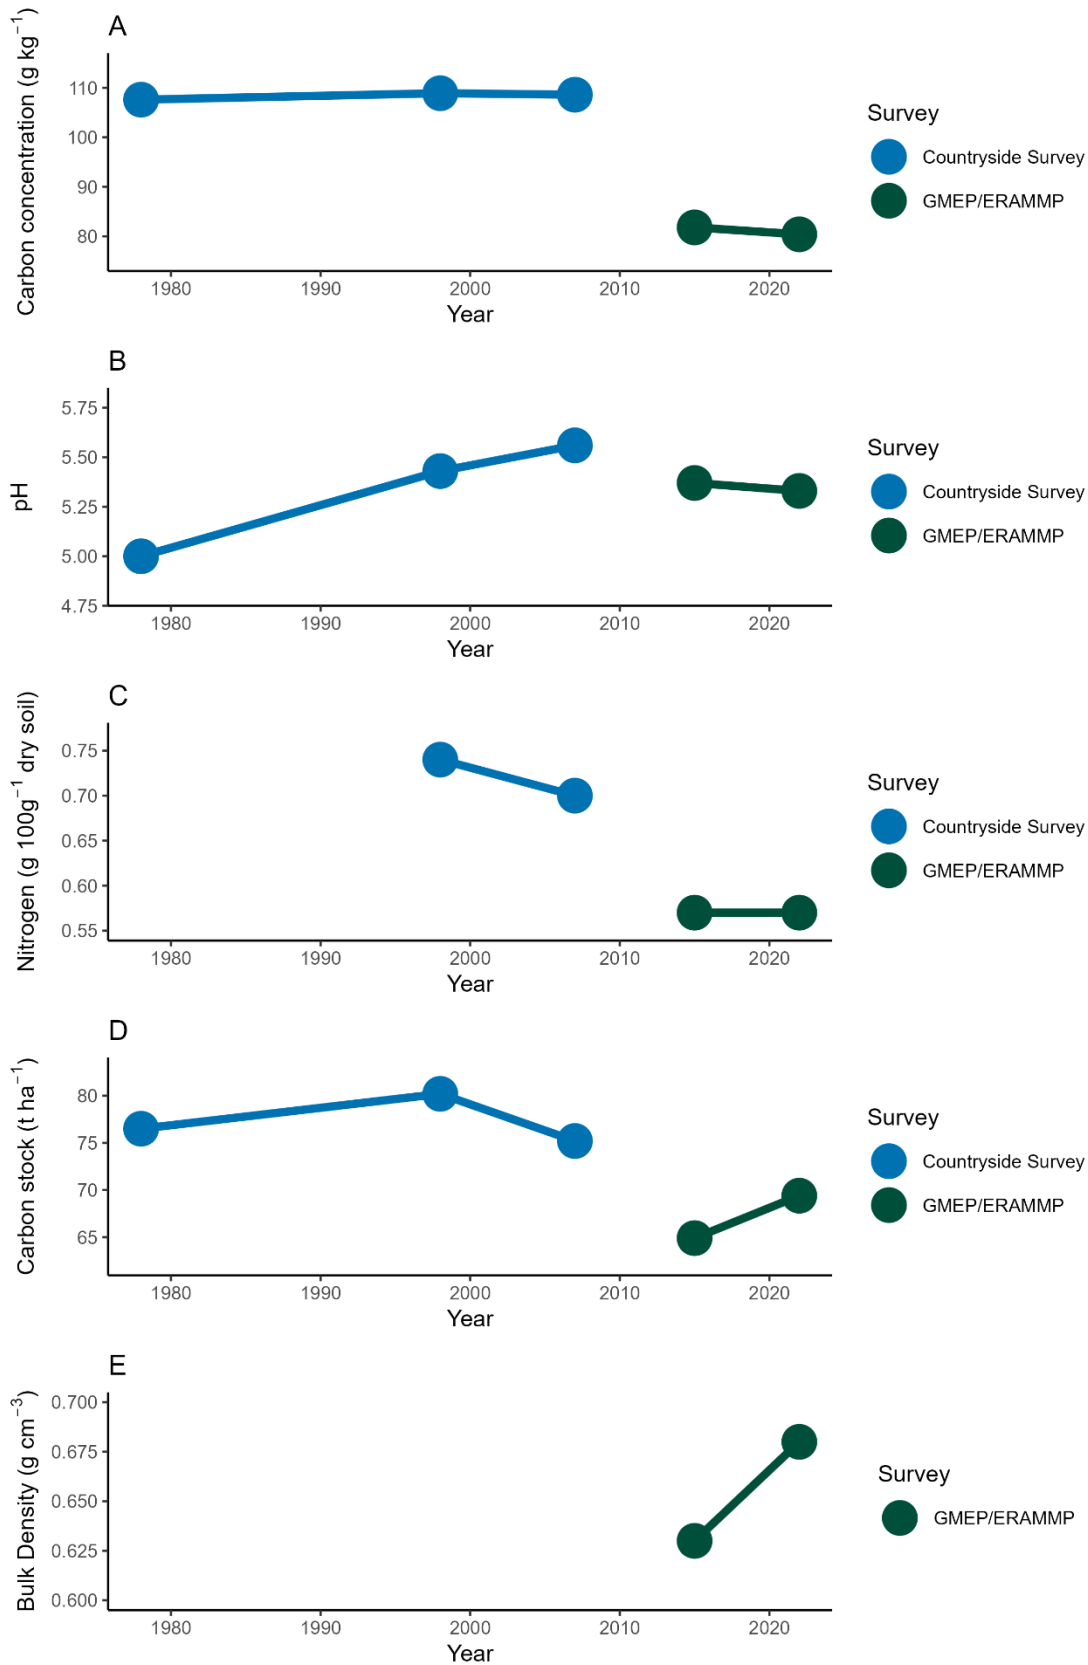 A
Carbon concentration (g kg⁻¹)
110
100
90
80
1980 1990 2000 2010 2020
Year
Survey
Countryside Survey
GMEP/ERAMMP
B
pH
5.75
5.50
5.25
5.00
4.75
1980 1990 2000 2010 2020
Year
Survey
Countryside Survey
GMEP/ERAMMP
C
Nitrogen (g 100g⁻¹ dry soil)
0.75
0.70
0.65
0.60
0.55
1980 1990 2000 2010 2020
Year
Survey
Countryside Survey
GMEP/ERAMMP
D
Carbon stock (t ha⁻¹)
80
75
70
65
1980 1990 2000 2010 2020
Year
Survey
Countryside Survey
GMEP/ERAMMP
E
Bulk Density (g cm⁻³)
0.700
0.675
0.650
0.625
0.600
1980 1990 2000 2010 2020
Year
Survey
GMEP/ERAMMP